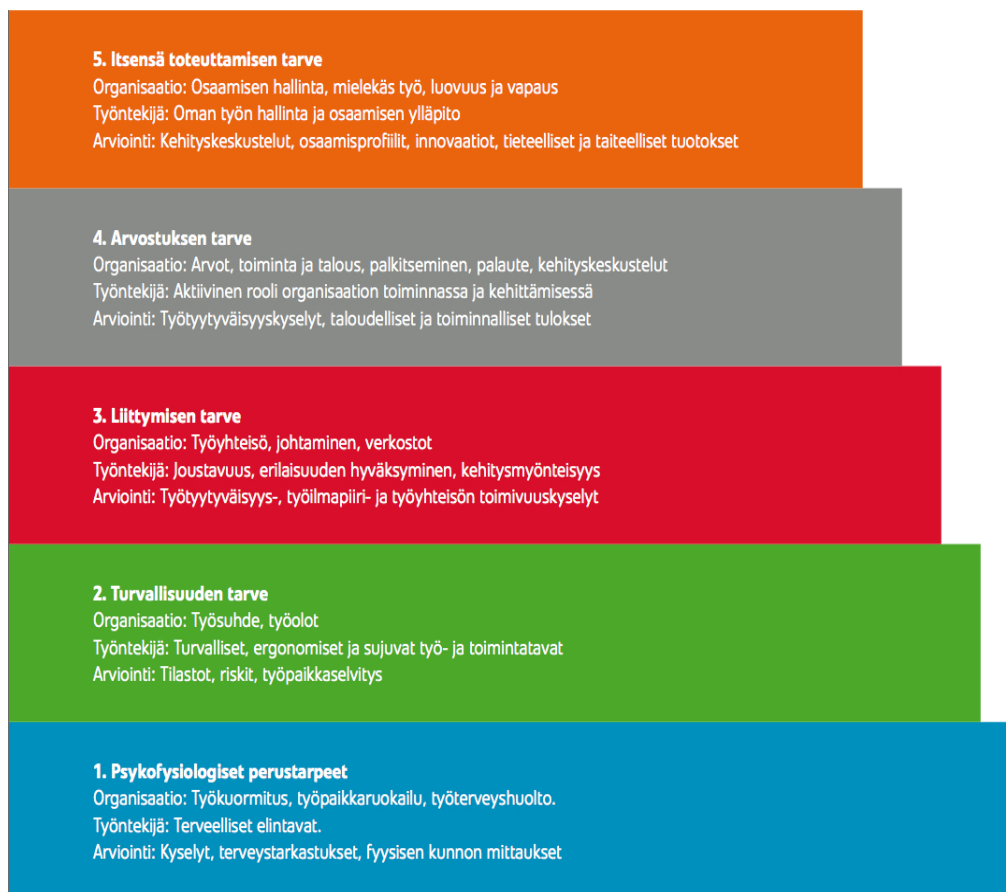 5. Itsensä toteuttamisen tarve
Organisaatio: Osaamisen hallinta, mielekäs työ, luovuus ja vapaus
Työntekijä: Oman työn hallinta ja osaamisen ylläpito
Arviointi: Kehityskeskustelut, osaamisprofiilit, innovaatiot, tieteelliset ja taiteelliset tuotokset
4. Arvostuksen tarve
Organisaatio: Arvot, toiminta ja talous, palkitseminen, palaute, kehityskeskustelut
Työntekijä: Aktiivinen rooli organisaation toiminnassa ja kehittämisessä
Arviointi: Työtyytyväisyyskyselyt, taloudelliset ja toiminnalliset tulokset
3. Liittymisen tarve
Organisaatio: Työyhteisö, johtaminen, verkostot
Työntekijä: Joustavuus, erilaisuuden hyväksyminen, kehitysmyönteisyys
Arviointi: Työtyytyväisyys-, työilmapiiri- ja työyhteisön toimivuuskyselyt
2. Turvallisuuden tarve
Organisaatio: Työsuhde, työolot
Työntekijä: Turvalliset, ergonomiset ja sujuvat työ- ja toimintatavat
Arviointi: Tilastot, riskit, työpaikkaselvitys
1. Psykofysiologiset perustarpeet
Organisaatio: Työkuormitus, työpaikkaruokailu, työterveyshuolto.
Työntekijä: Terveelliset elintavat.
Arviointi: Kyselyt, terveystarkastukset, fyysisen kunnon mittaukset